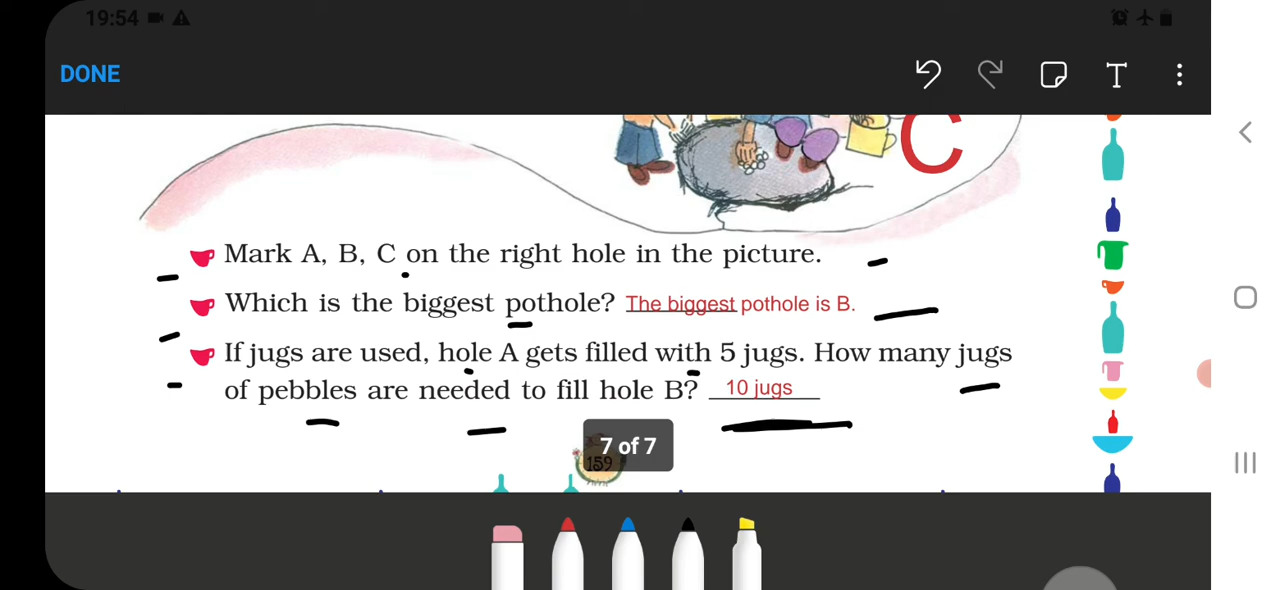 19:54
DONE
T
C
Mark A, B, C on the right hole in the picture.
Which is the biggest pothole? The biggest pothole is B.
If jugs are used, hole A gets filled with 5 jugs. How many jugs
of pebbles are needed to fill hole B? 10 jugs
7 of 7
159